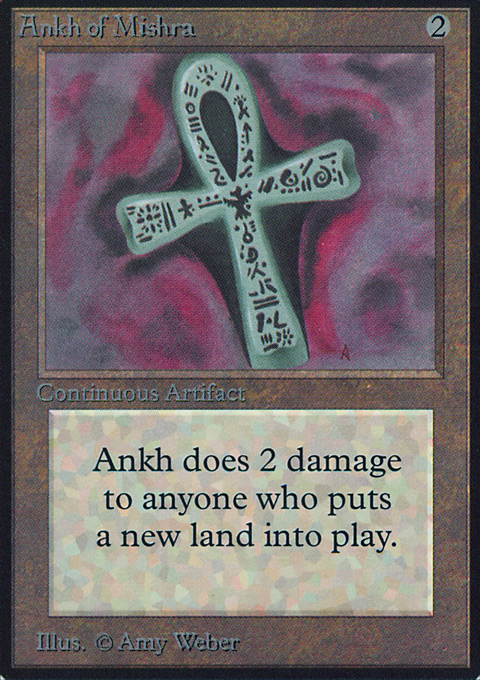 Ankh of Mishra 2
Continuous Artifact
Ankh does 2 damage
to anyone who puts
a new land into play.
Illus. © Amy Weber